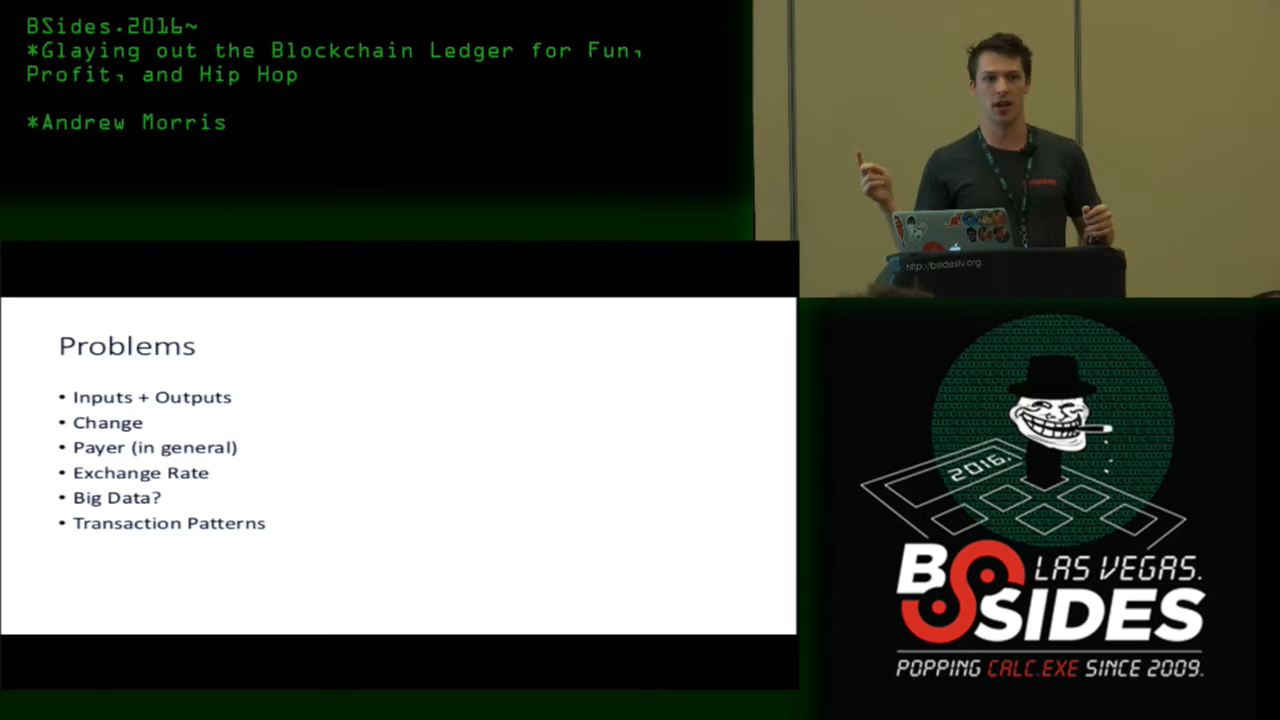 BSides.2016~
*Glaying out the Blockchain Ledger for Fun,
Profit, and Hip Hop
*Andrew Morris
http://bsideslv.org
Problems
• Inputs + Outputs
• Change
• Payer (in general)
• Exchange Rate
• Big Data?
• Transaction Patterns
2016.
BSIDES
LAS VEGAS.
POPPING CALC.EXE SINCE 2009.